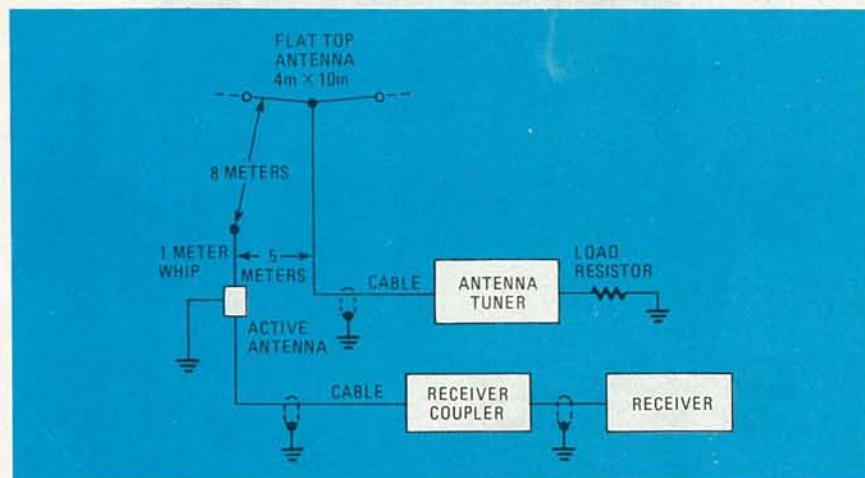 FLAT TOP
ANTENNA
4m × 10m
8 METERS
1 METER
WHIP
5
METERS
CABLE
ANTENNA
TUNER
LOAD
RESISTOR
ACTIVE
ANTENNA
CABLE
RECEIVER
COUPLER
RECEIVER